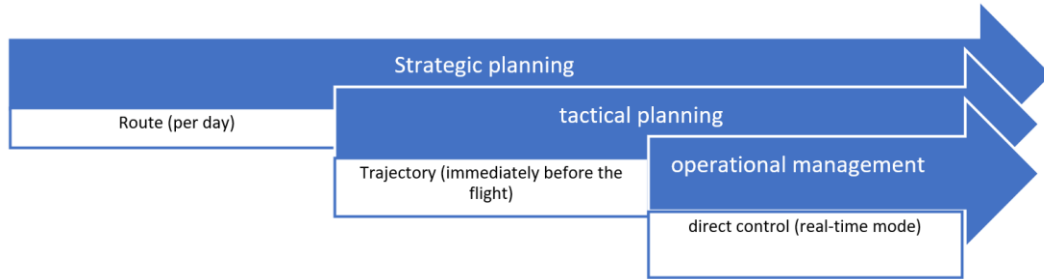 Strategic planning
Route (per day)
tactical planning
Trajectory (immediately before the
flight)
operational management
direct control (real-time mode)